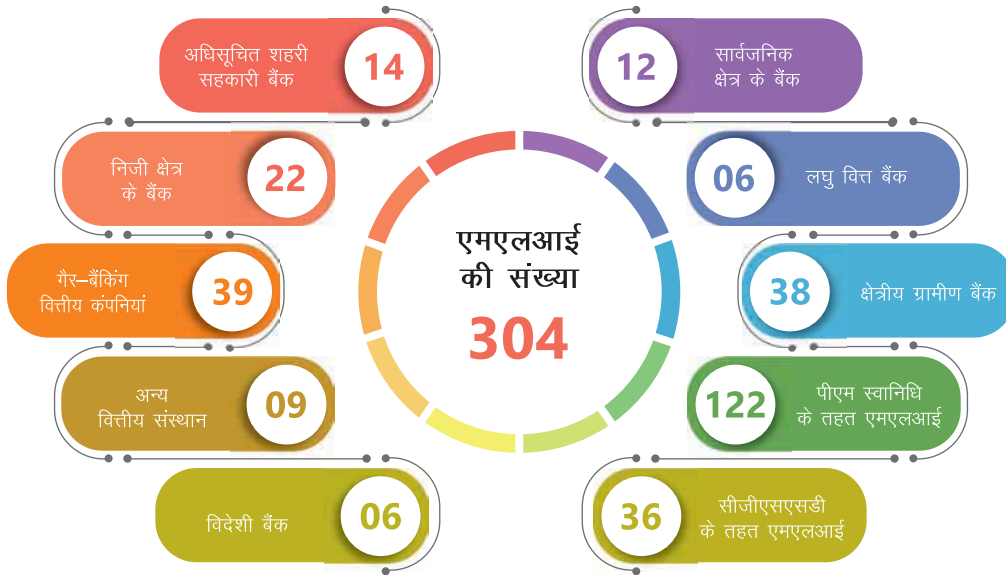 अधिसूचित शहरी
सहकारी बैंक
14
12
सार्वजनिक
क्षेत्र के बैंक
निजी क्षेत्र
के बैंक
22
06
लघु वित्त बैंक
एमएलआई
की संख्या
304
गैर–बैंकिंग
वित्तीय कंपनियां
39
38
क्षेत्रीय ग्रामीण बैंक
अन्य
वित्तीय संस्थान
09
122
पीएम स्वानिधि
के तहत एमएलआई
विदेशी बैंक
06
36
सीजीएसएसडी
के तहत एमएलआई